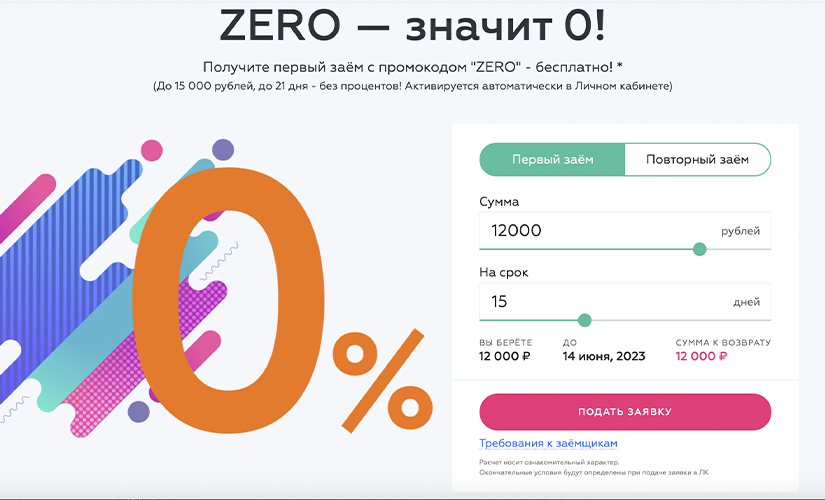 ZERO — значит 0!
Получите первый заём с промокодом "ZERO" - бесплатно! *
(До 15 000 рублей, до 21 дня - без процентов! Активируется автоматически в Личном кабинете)
0%
Первый заём
Повторный заём
Сумма
12000 рублей
На срок
15 дней
ВЫ БЕРЁТЕ ДО СУММА К ВОЗВРАТУ
12 000 ₽ 14 июня, 2023 12 000 ₽
ПОДАТЬ ЗАЯВКУ
Требования к заёмщикам
Расчет носит ознакомительный характер.
Окончательные условия будут определены при подаче заявки в ЛК